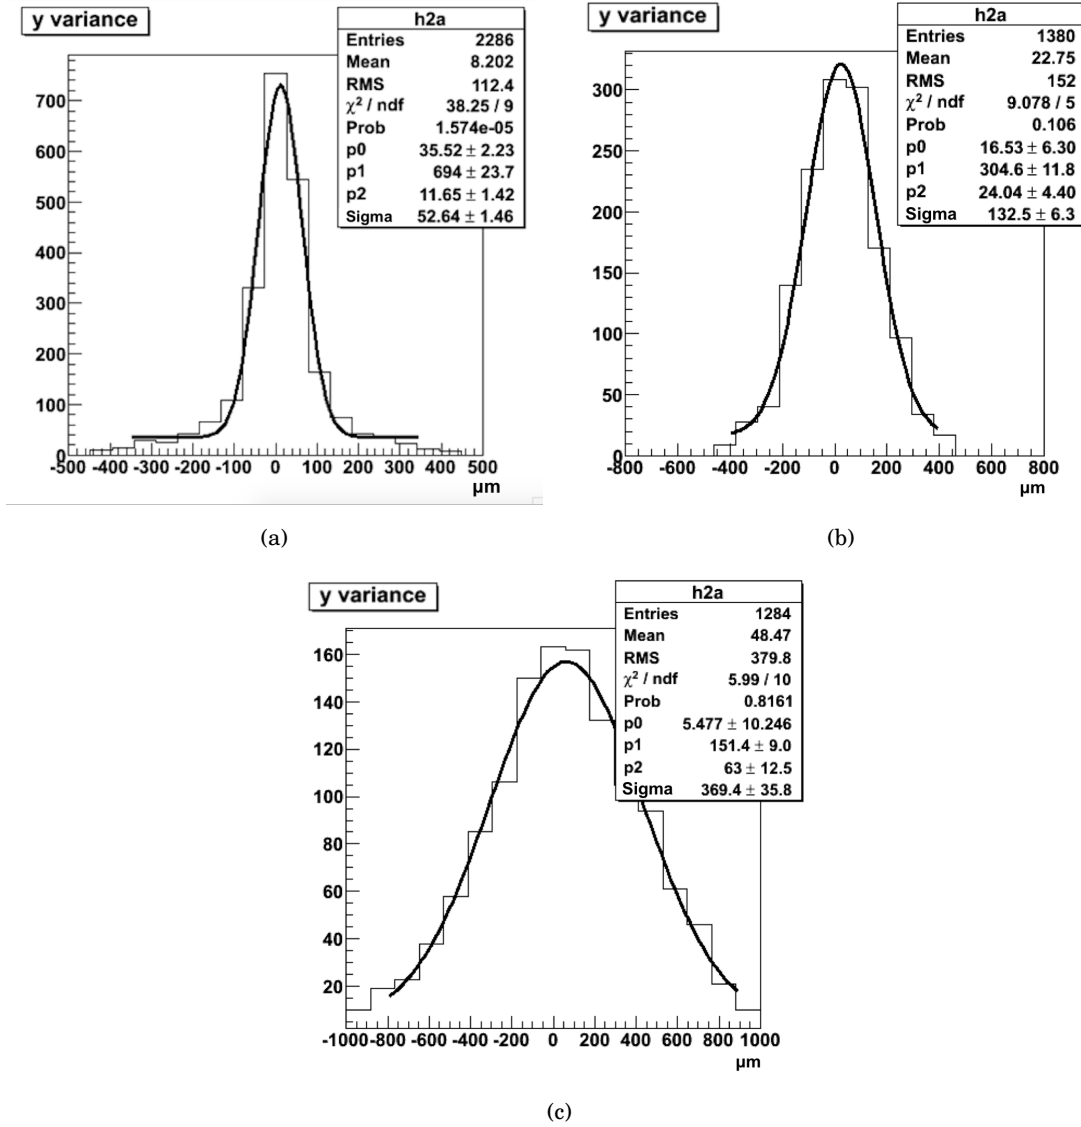 y variance
h2a
Entries 2286
Mean 8.202
RMS 112.4
χ² / ndf 38.25 / 9
Prob 1.574e-05
p0 35.52 ± 2.23
p1 694 ± 23.7
p2 11.65 ± 1.42
Sigma 52.64 ± 1.46
700
600
500
400
300
200
100
0
-500 -400 -300 -200 -100 0 100 200 300 400 500
μm
(a)
y variance
h2a
Entries 1380
Mean 22.75
RMS 152
χ² / ndf 9.078 / 5
Prob 0.106
p0 16.53 ± 6.30
p1 304.6 ± 11.8
p2 24.04 ± 4.40
Sigma 132.5 ± 6.3
300
250
200
150
100
50
0
-800 -600 -400 -200 0 200 400 600 800
μm
(b)
y variance
h2a
Entries 1284
Mean 48.47
RMS 379.8
χ² / ndf 5.99 / 10
Prob 0.8161
p0 5.477 ± 10.246
p1 151.4 ± 9.0
p2 63 ± 12.5
Sigma 369.4 ± 35.8
160
140
120
100
80
60
40
20
-1000 -800 -600 -400 -200 0 200 400 600 800 1000
μm
(c)